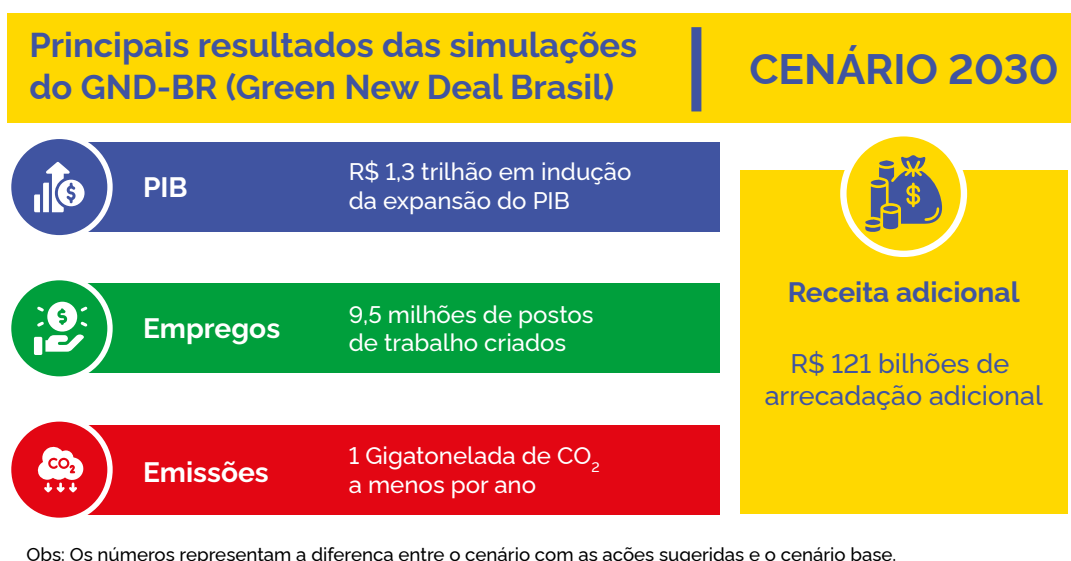 Principais resultados das simulações
do GND-BR (Green New Deal Brasil)
CENÁRIO 2030
PIB
R$ 1,3 trilhão em indução
da expansão do PIB
Empregos
9,5 milhões de postos
de trabalho criados
CO₂
Emissões
1 Gigatonelada de CO₂
a menos por ano
$
$
$
Receita adicional
R$ 121 bilhões de
arrecadação adicional
Obs: Os números representam a diferença entre o cenário com as ações sugeridas e o cenário base.